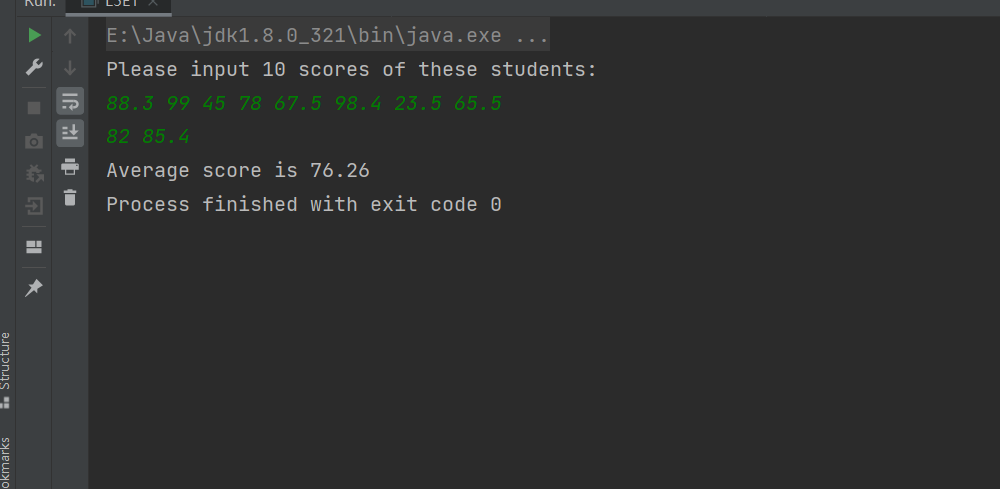 Run:
E:\Java\jdk1.8.0_321\bin\java.exe ...
Please input 10 scores of these students:
88.3 99 45 78 67.5 98.4 23.5 65.5
82 85.4
Average score is 76.26
Process finished with exit code 0
Structure